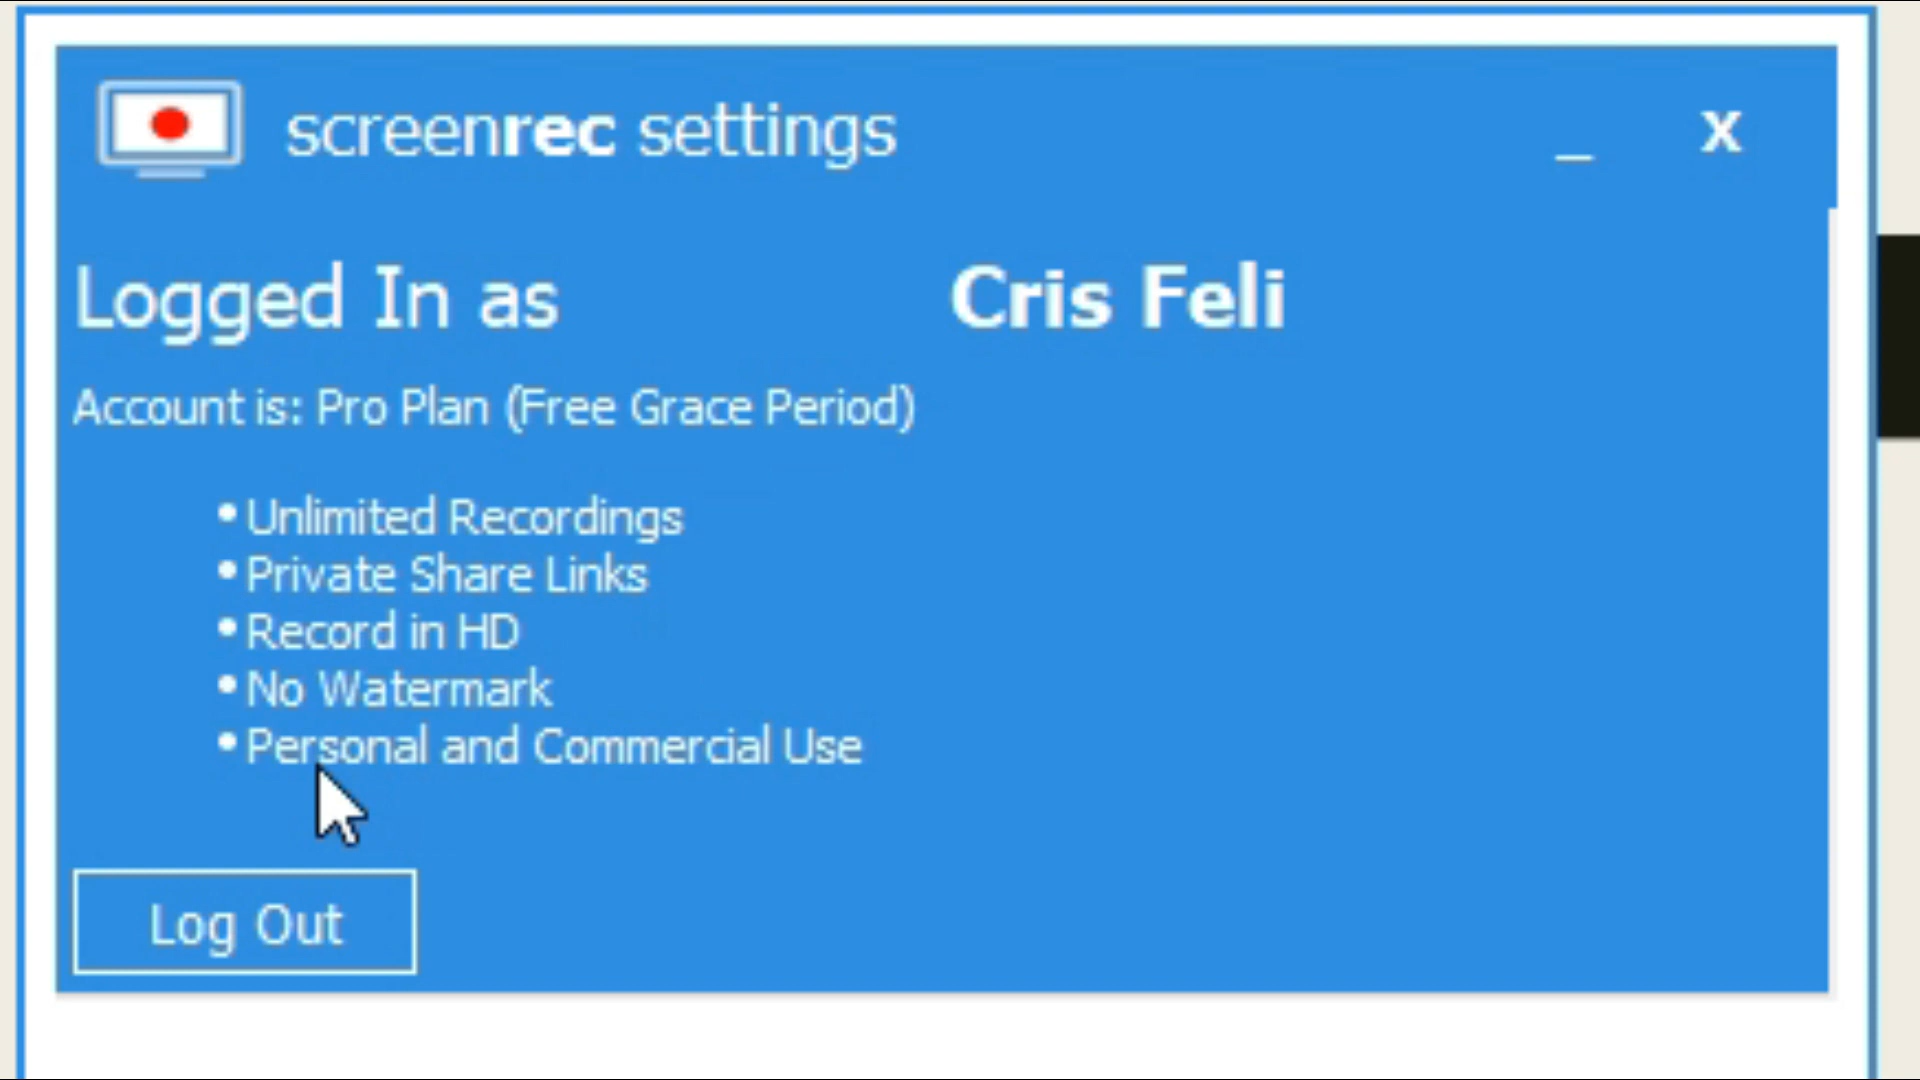 screenrec settings
_ X
Logged In as Cris Feli
Account is: Pro Plan (Free Grace Period)
• Unlimited Recordings
• Private Share Links
• Record in HD
• No Watermark
• Personal and Commercial Use
Log Out